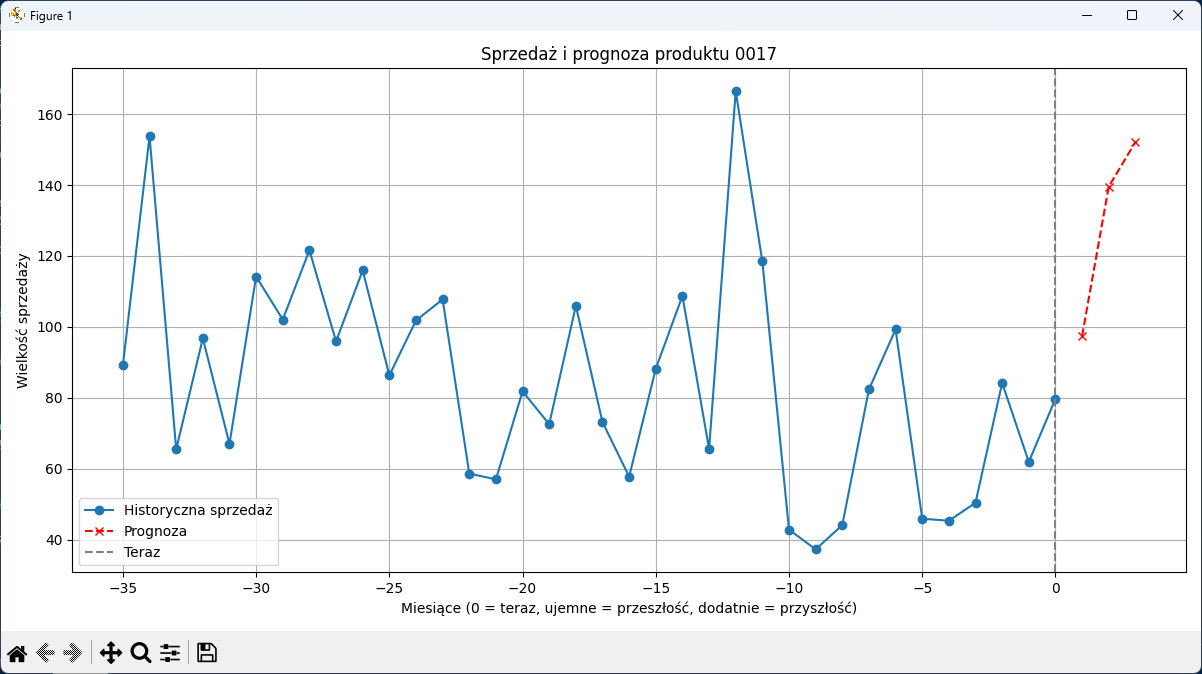 Figure 1
Sprzedaż i prognoza produktu 0017
Wielkość sprzedaży
160
140
120
100
80
60
40
Historyczna sprzedaż
Prognoza
Teraz
−35 −30 −25 −20 −15 −10 −5 0
Miesiące (0 = teraz, ujemne = przeszłość, dodatnie = przyszłość)